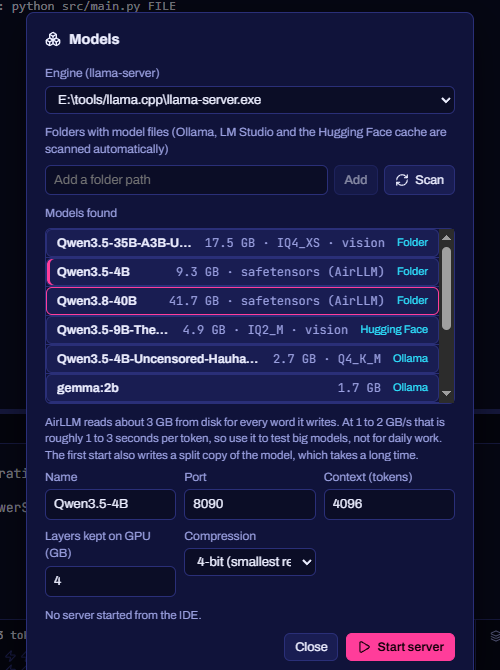 : python src/main.py FILE
Models
Engine (llama-server)
E:\tools/llama.cpp\llama-server.exe
Folders with model files (Ollama, LM Studio and the Hugging Face cache are
scanned automatically)
Add a folder path
Add
Scan
Models found
Qwen3.5-35B-A3B-U... 17.5 GB · IQ4_XS · vision Folder
Qwen3.5-4B 9.3 GB · safetensors (AirLLM) Folder
Qwen3.8-40B 41.7 GB · safetensors (AirLLM) Folder
Qwen3.5-9B-The... 4.9 GB · IQ2_M · vision Hugging Face
Qwen3.5-4B-Uncensored-Hauha... 2.7 GB · Q4_K_M Ollama
gemma:2b 1.7 GB Ollama
AirLLM reads about 3 GB from disk for every word it writes. At 1 to 2 GB/s that is
roughly 1 to 3 seconds per token, so use it to test big models, not for daily work.
The first start also writes a split copy of the model, which takes a long time.
Name Port Context (tokens)
Qwen3.5-4B 8090 4096
Layers kept on GPU
(GB)
Compression
4
4-bit (smallest re
No server started from the IDE.
Close
Start server